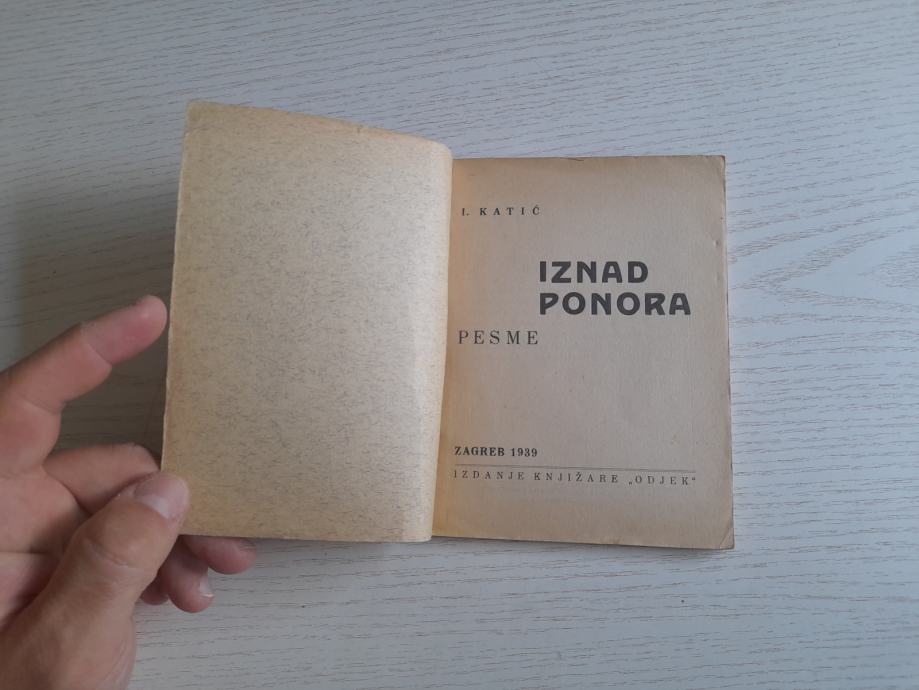 I. KATIĆ
IZNAD
PONORA
PESME
ZAGREB 1939
IZDANJE KNJIŽARE „ODJEK“